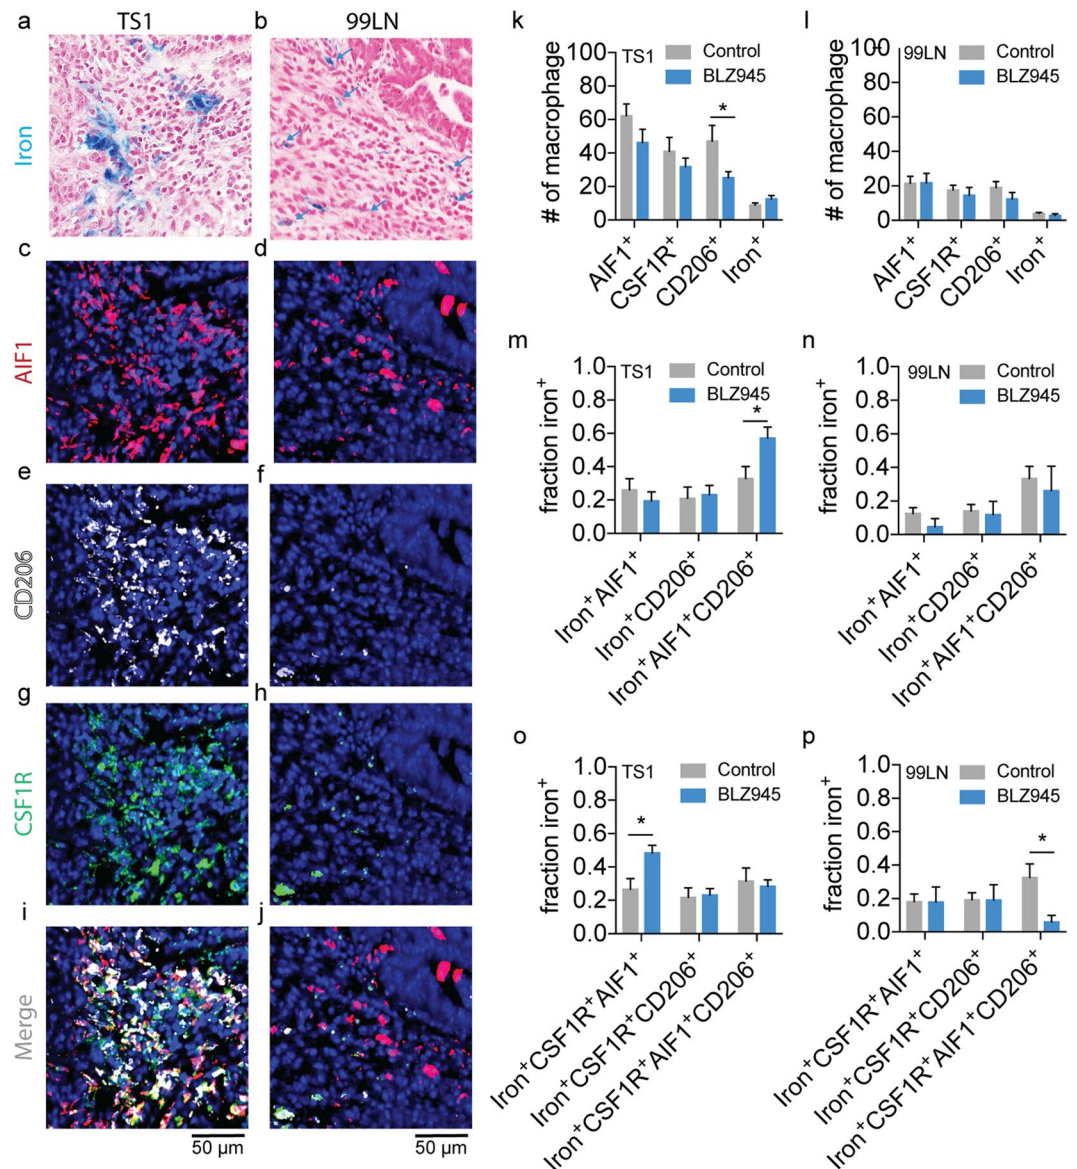 a
TS1
b
99LN
Iron
c
d
AIF1
e
f
CD206
g
h
CSF1R
i
j
Merge
50 µm
50 µm
k
# of macrophage
100
80
60
40
20
0
TS1
Control
BLZ945
*
AIF1+
CSF1R+
CD206+
Iron+
l
# of macrophage
100
80
60
40
20
0
99LN
Control
BLZ945
AIF1+
CSF1R+
CD206+
Iron+
m
fraction iron+
1.0
0.8
0.6
0.4
0.2
0.0
TS1
Control
BLZ945
*
Iron+AIF1+
Iron+CD206+
Iron+AIF1+CD206+
n
fraction iron+
1.0
0.8
0.6
0.4
0.2
0.0
99LN
Control
BLZ945
Iron+AIF1+
Iron+CD206+
Iron+AIF1+CD206+
o
fraction iron+
1.0
0.8
0.6
0.4
0.2
0.0
TS1
Control
BLZ945
*
Iron+CSF1R+AIF1+
Iron+CSF1R+CD206+
Iron+CSF1R+AIF1+CD206+
p
fraction iron+
1.0
0.8
0.6
0.4
0.2
0.0
99LN
Control
BLZ945
*
Iron+CSF1R+AIF1+
Iron+CSF1R+CD206+
Iron+CSF1R+AIF1+CD206+